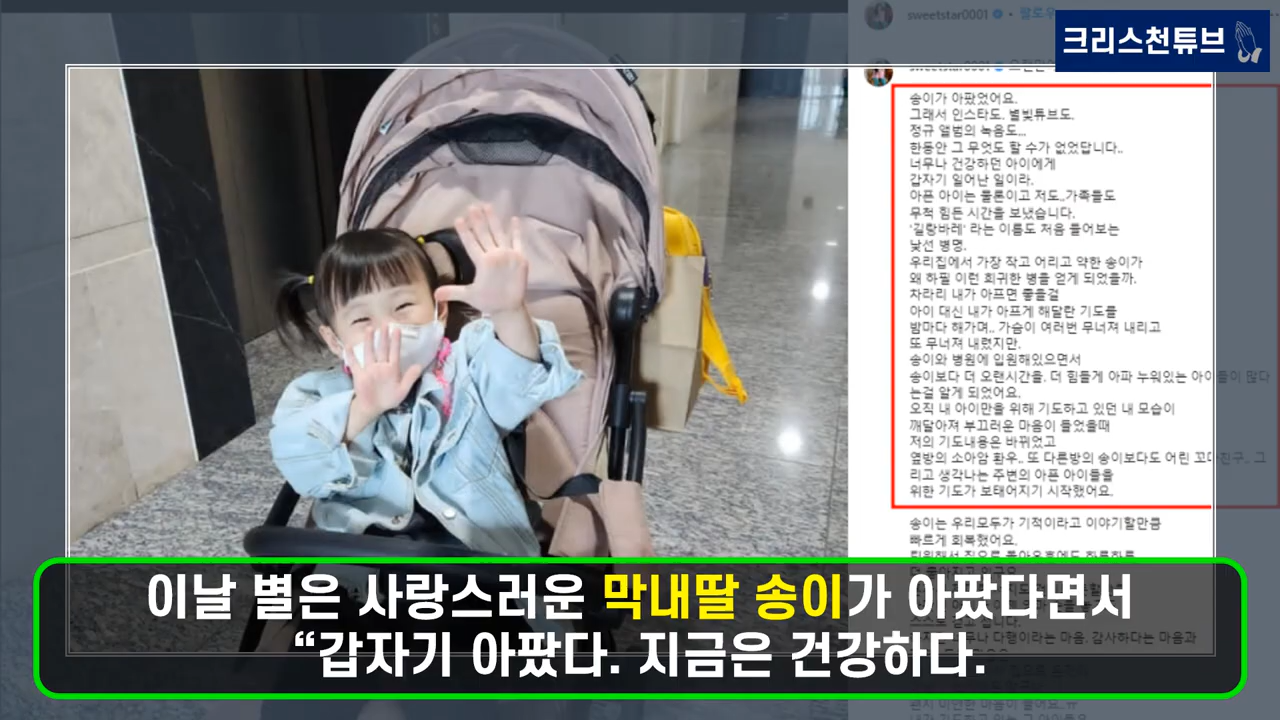 sweetstar0001
크리스천튜브
송이가 아팠었어요.
그래서 인스타도. 별빛튜브도.
정규 앨범의 녹음도...
한동안 그 무엇도 할 수가 없었답니다..
너무나 건강하던 아이에게
갑자기 일어난 일이라.
아픈 아이는 물론이고 저도..가족들도
무척 힘든 시간을 보냈습니다.
'길랑바레' 라는 이름도 처음 들어보는
낯선 병명.
우리집에서 가장 작고 어리고 약한 송이가
왜 하필 이런 희귀한 병을 얻게 되었을까.
차라리 내가 아프면 좋을걸
아이 대신 내가 아프게 해달란 기도를
밤마다 해가며.. 가슴이 여러번 무너져 내리고
또 무너져 내렸지만.
송이와 병원에 입원해있으면서
송이보다 더 오랜시간을. 더 힘들게 아파 누워있는 아이들이 많다
는걸 알게 되었어요.
오직 내 아이만을 위해 기도하고 있던 내 모습이
깨달아져 부끄러운 마음이 들었을때
저의 기도내용은 바뀌었고
옆방의 소아암 환우.. 또 다른방의 송이보다도 어린 꼬마친구.. 그
리고 생각나는 주변의 아픈 아이들을
위한 기도가 보태어지기 시작했어요.
송이는 우리모두가 기적이라고 이야기할만큼
빠르게 회복했어요.
이날 별은 사랑스러운 막내딸 송이가 아팠다면서
“갑자기 아팠다. 지금은 건강하다.